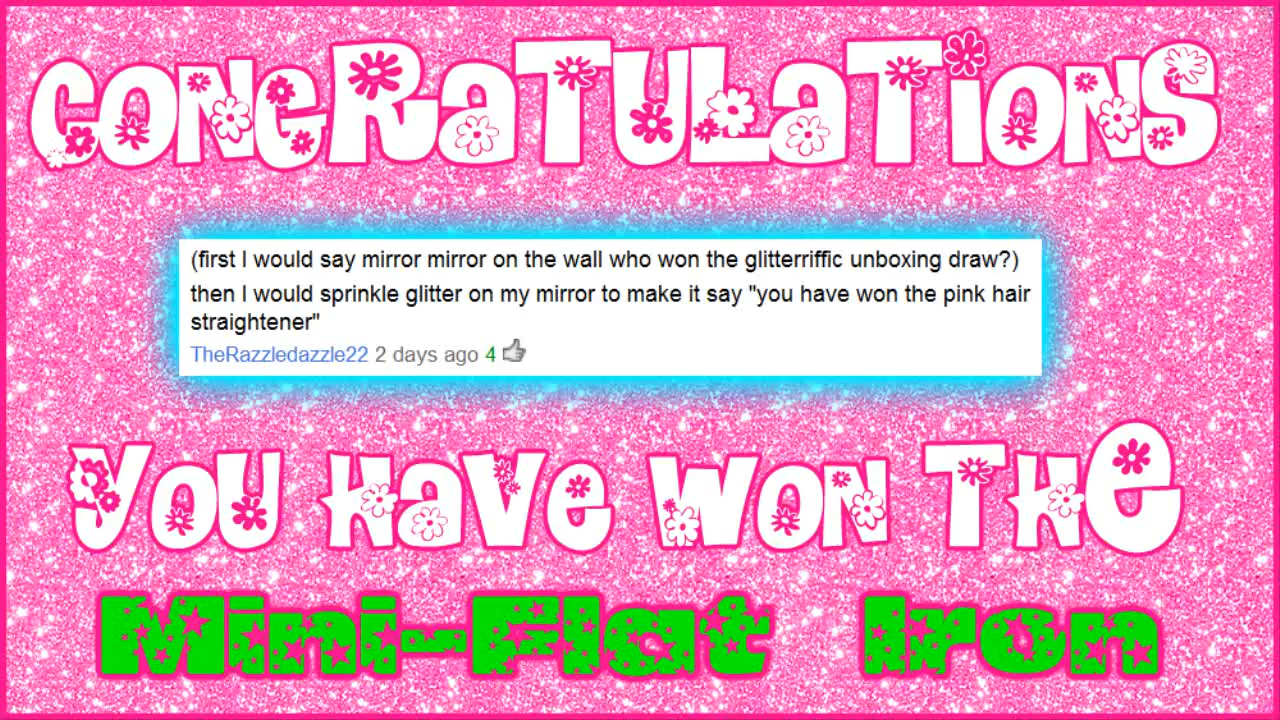 CONGRATULATIONS
(first I would say mirror mirror on the wall who won the glitterriffic unboxing draw?)
then I would sprinkle glitter on my mirror to make it say "you have won the pink hair
straightener"
TheRazzledazzle22 2 days ago 4
YOU HAVE WON THE
Mini-Flat Iron